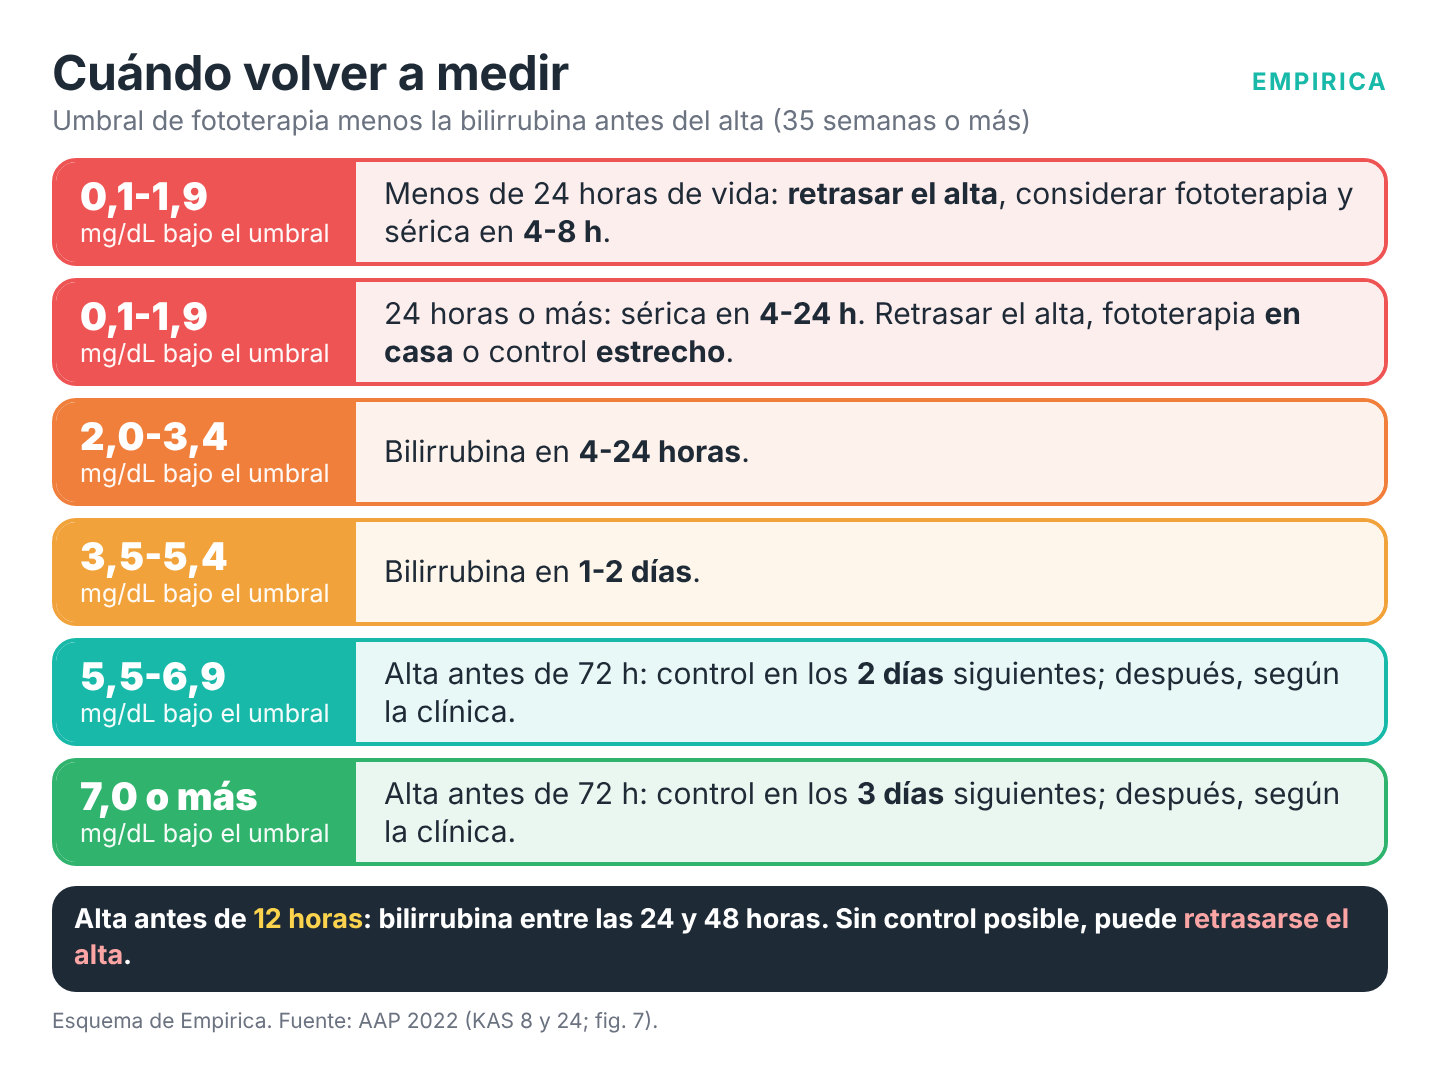 Cuándo volver a medir
EMPIRICA
Umbral de fototerapia menos la bilirrubina antes del alta (35 semanas o más)
0,1-1,9
mg/dL bajo el umbral
Menos de 24 horas de vida: retrasar el alta, considerar fototerapia y
sérica en 4-8 h.
0,1-1,9
mg/dL bajo el umbral
24 horas o más: sérica en 4-24 h. Retrasar el alta, fototerapia en
casa o control estrecho.
2,0-3,4
mg/dL bajo el umbral
Bilirrubina en 4-24 horas.
3,5-5,4
mg/dL bajo el umbral
Bilirrubina en 1-2 días.
5,5-6,9
mg/dL bajo el umbral
Alta antes de 72 h: control en los 2 días siguientes; después, según
la clínica.
7,0 o más
mg/dL bajo el umbral
Alta antes de 72 h: control en los 3 días siguientes; después, según
la clínica.
Alta antes de 12 horas: bilirrubina entre las 24 y 48 horas. Sin control posible, puede retrasarse el
alta.
Esquema de Empirica. Fuente: AAP 2022 (KAS 8 y 24; fig. 7).